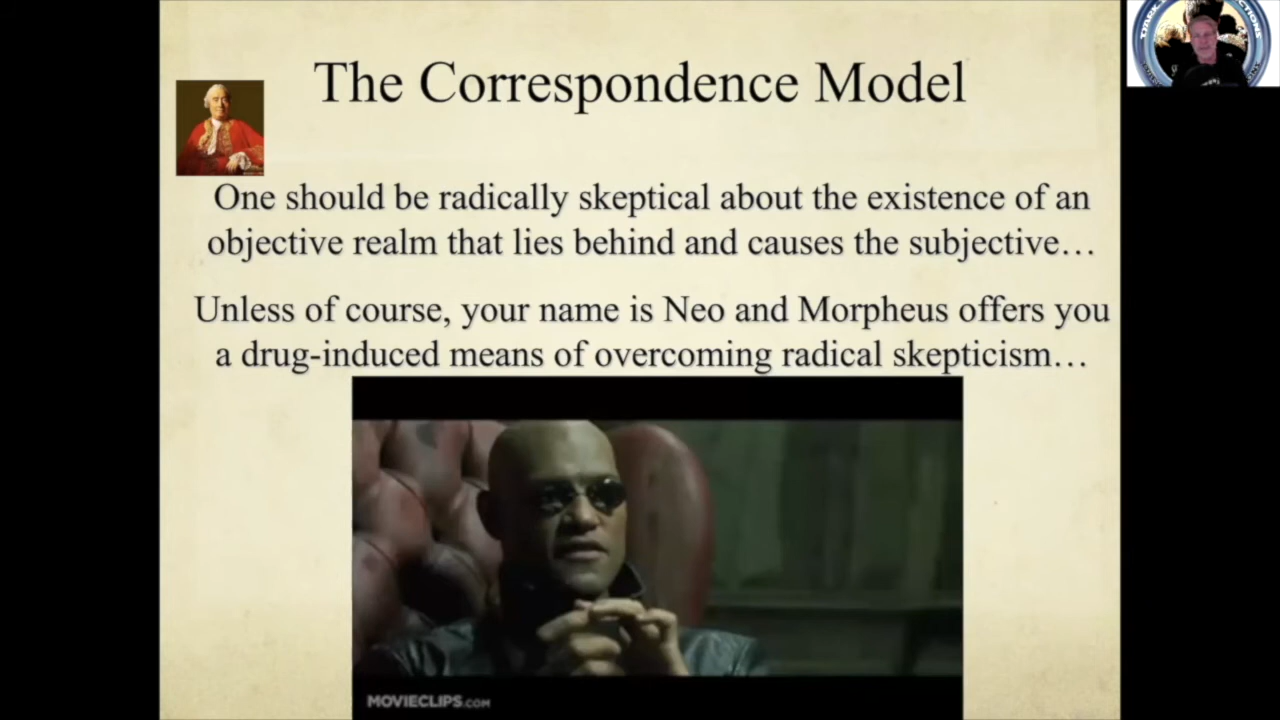 The Correspondence Model
One should be radically skeptical about the existence of an
objective realm that lies behind and causes the subjective…
Unless of course, your name is Neo and Morpheus offers you
a drug-induced means of overcoming radical skepticism…
MOVIECLIPS.COM